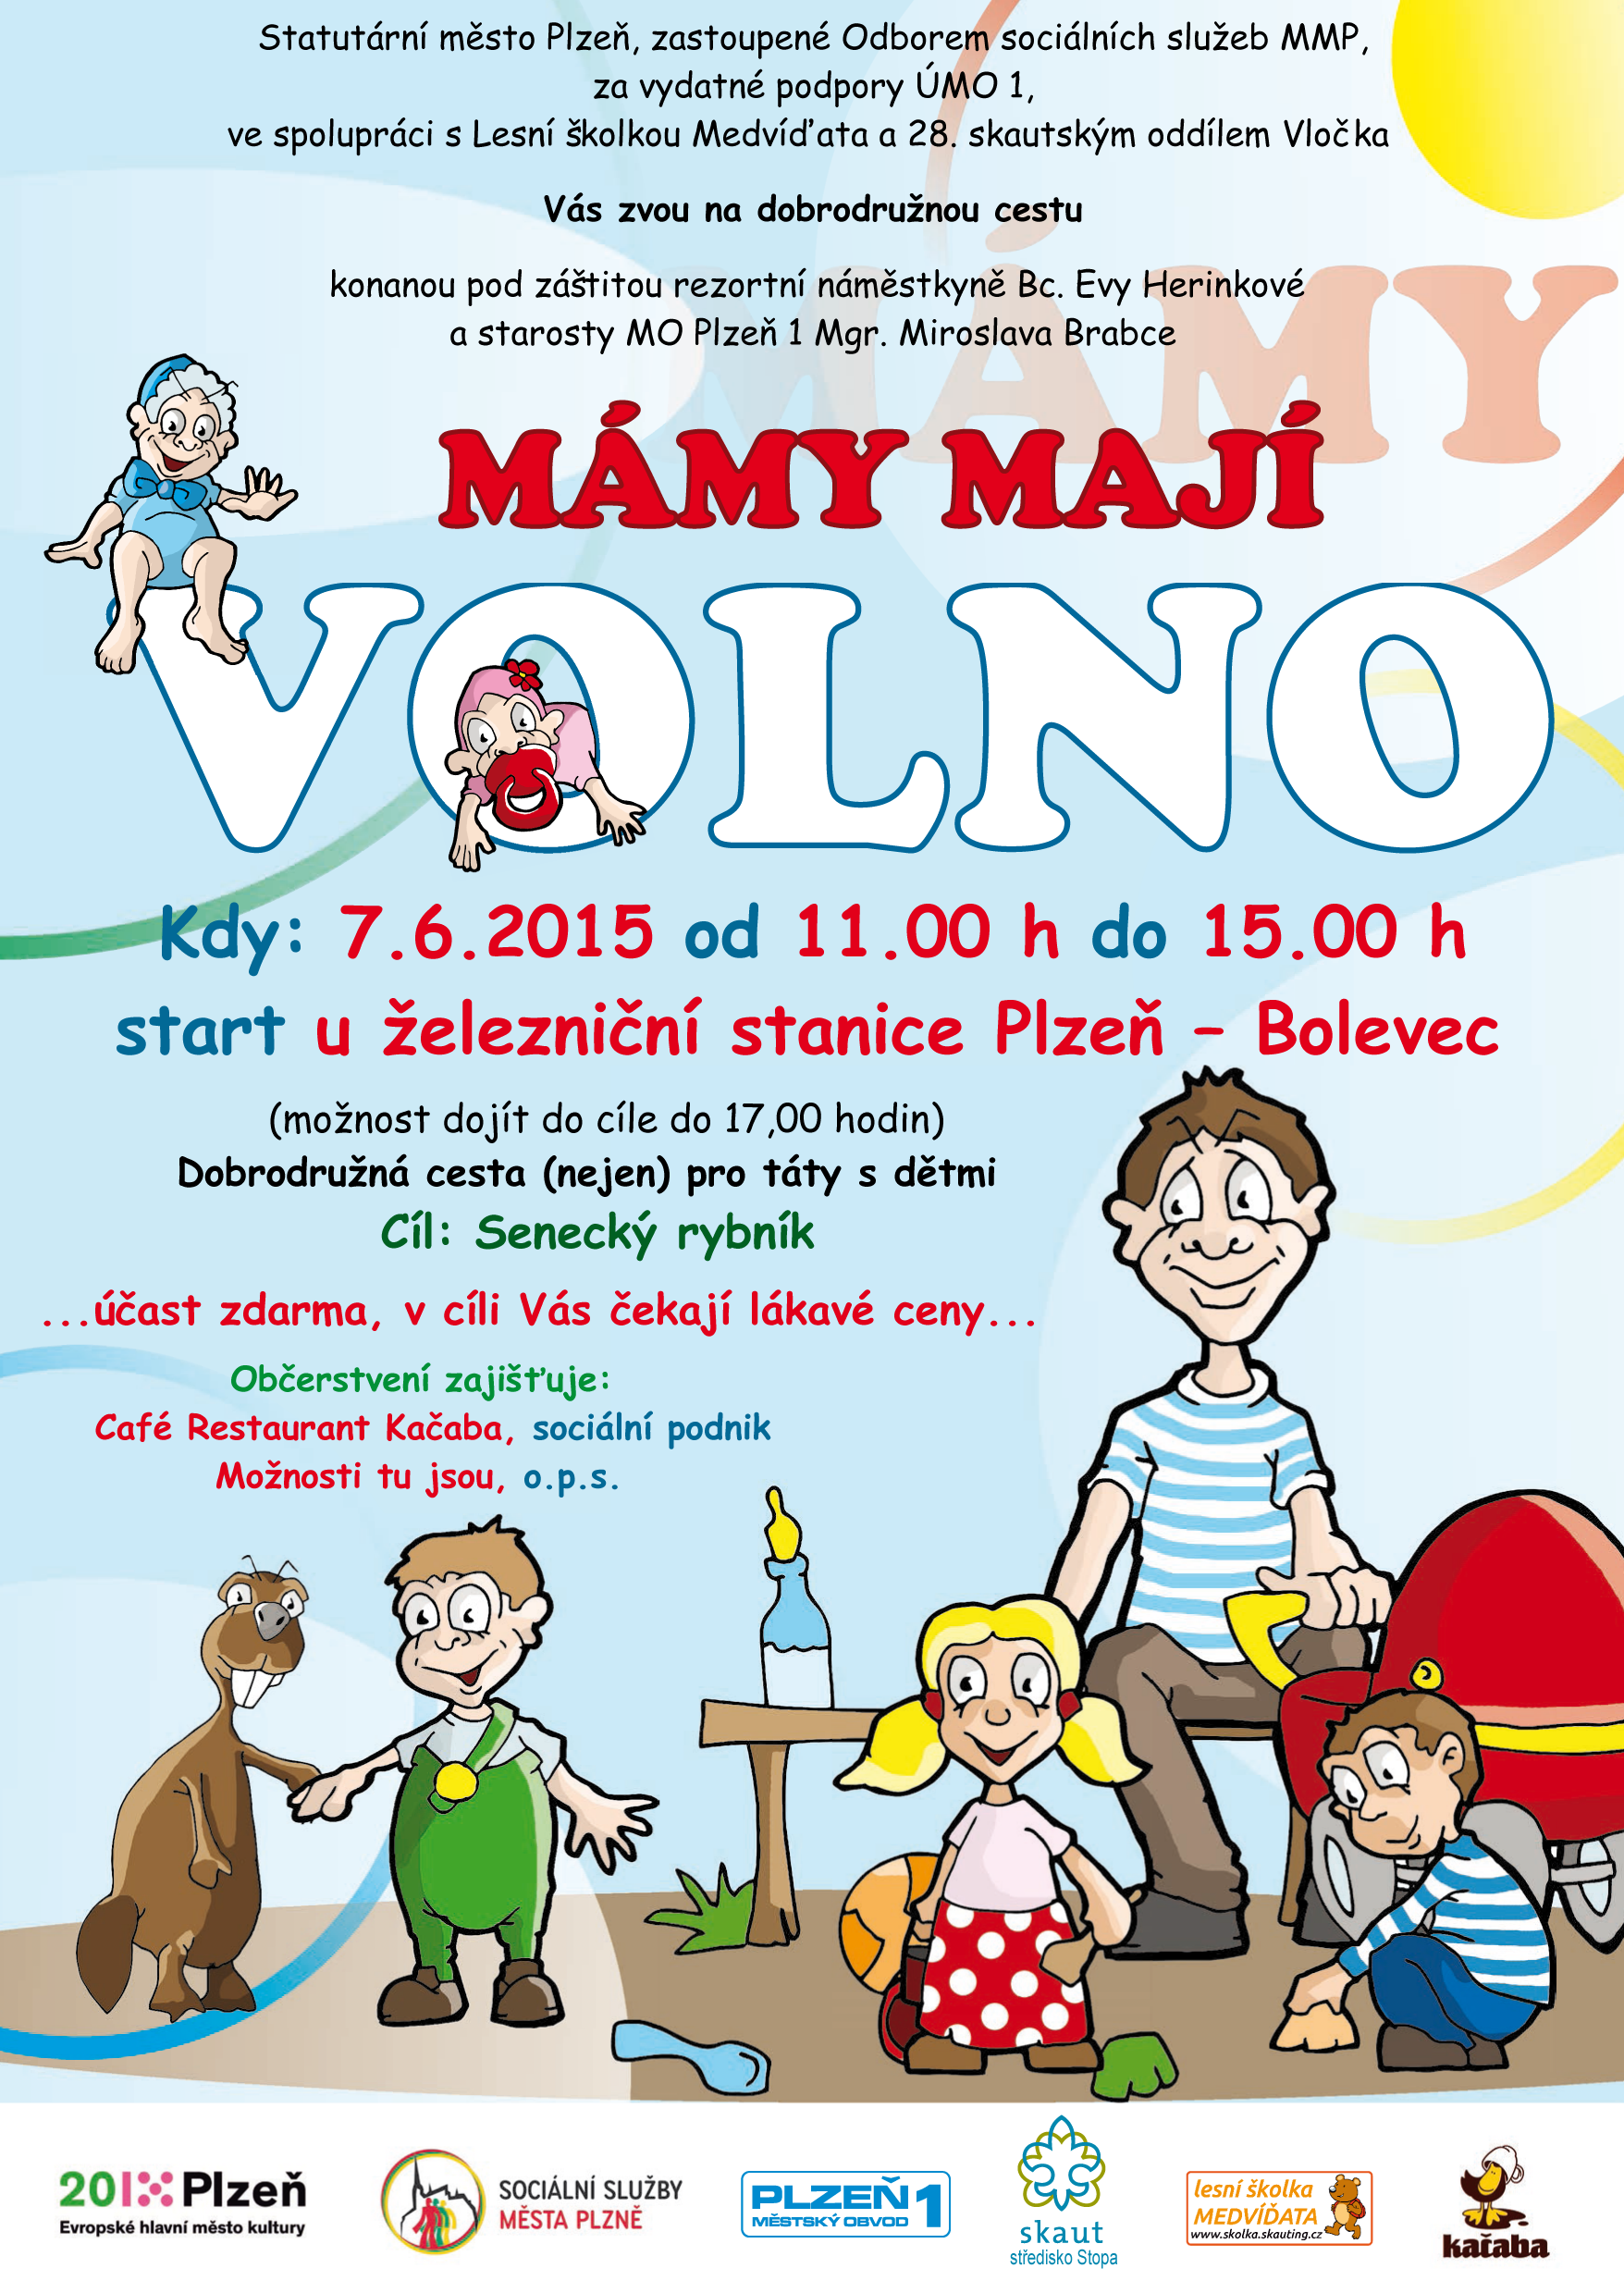 Statutární město Plzeň, zastoupené Odborem sociálních služeb MMP,
za vydatné podpory ÚMO 1,
ve spolupráci s Lesní školkou Medvíďata a 28. skautským oddílem Vločka
Vás zvou na dobrodružnou cestu
konanou pod záštitou rezortní náměstkyně Bc. Evy Herinkové
a starosty MO Plzeň 1 Mgr. Miroslava Brabce
MÁMY
MÁMY MAJÍ
VOLNO
Kdy: 7.6.2015 od 11.00 h do 15.00 h
start u železniční stanice Plzeň – Bolevec
(možnost dojít do cíle do 17,00 hodin)
Dobrodružná cesta (nejen) pro táty s dětmi
Cíl: Senecký rybník
...účast zdarma, v cíli Vás čekají lákavé ceny...
Občerstvení zajišťuje:
Café Restaurant Kačaba, sociální podnik
Možnosti tu jsou, o.p.s.
201 Plzeň
Evropské hlavní město kultury
SOCIÁLNÍ SLUŽBY
MĚSTA PLZNĚ
PLZEŇ 1
MĚSTSKÝ OBVOD
skaut
středisko Stopa
lesní školka
MEDVÍĎATA
www.skolka.skauting.cz
kačaba